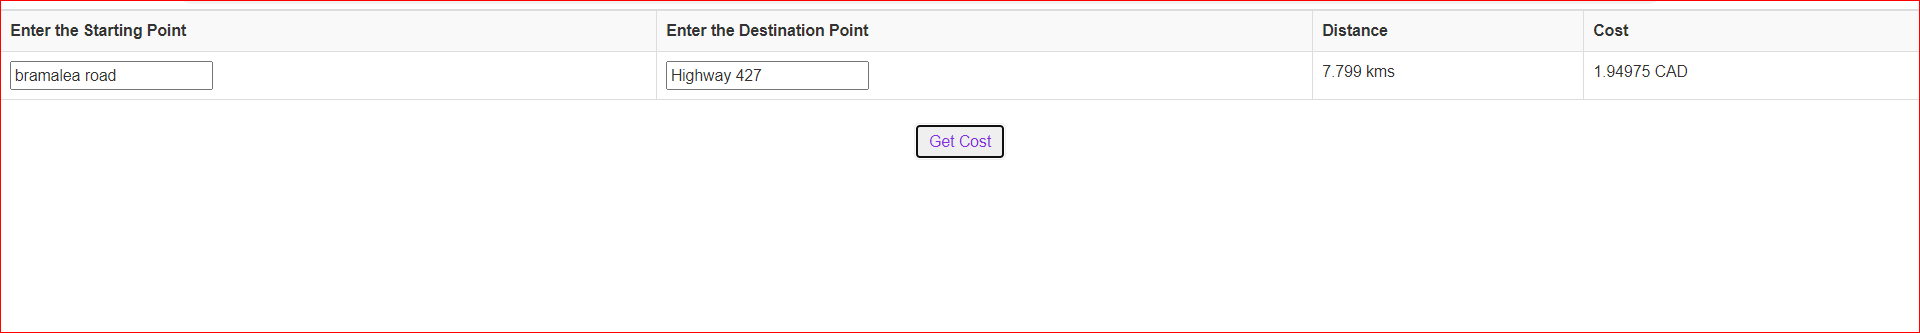 Enter the Starting Point Enter the Destination Point Distance Cost
bramalea road Highway 427 7.799 kms 1.94975 CAD
Get Cost